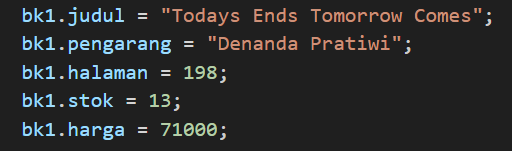 bk1.judul = "Todays Ends Tomorrow Comes";
bk1.pengarang = "Denanda Pratiwi";
bk1.halaman = 198;
bk1.stok = 13;
bk1.harga = 71000;